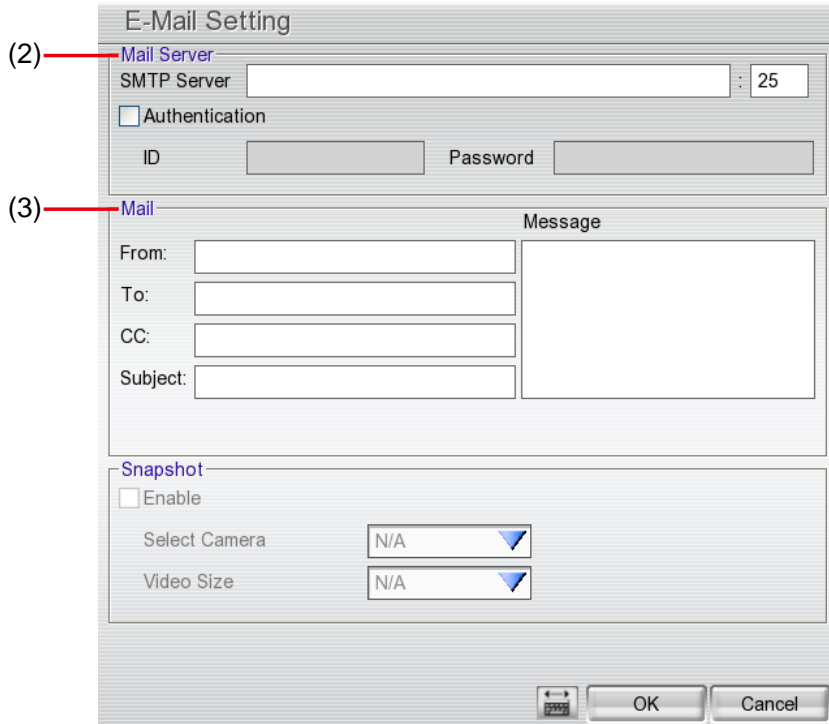 E-Mail Setting
(2) Mail Server
SMTP Server : 25
Authentication
ID Password
(3) Mail
Message
From:
To:
CC:
Subject:
Snapshot
Enable
Select Camera N/A
Video Size N/A
OK Cancel